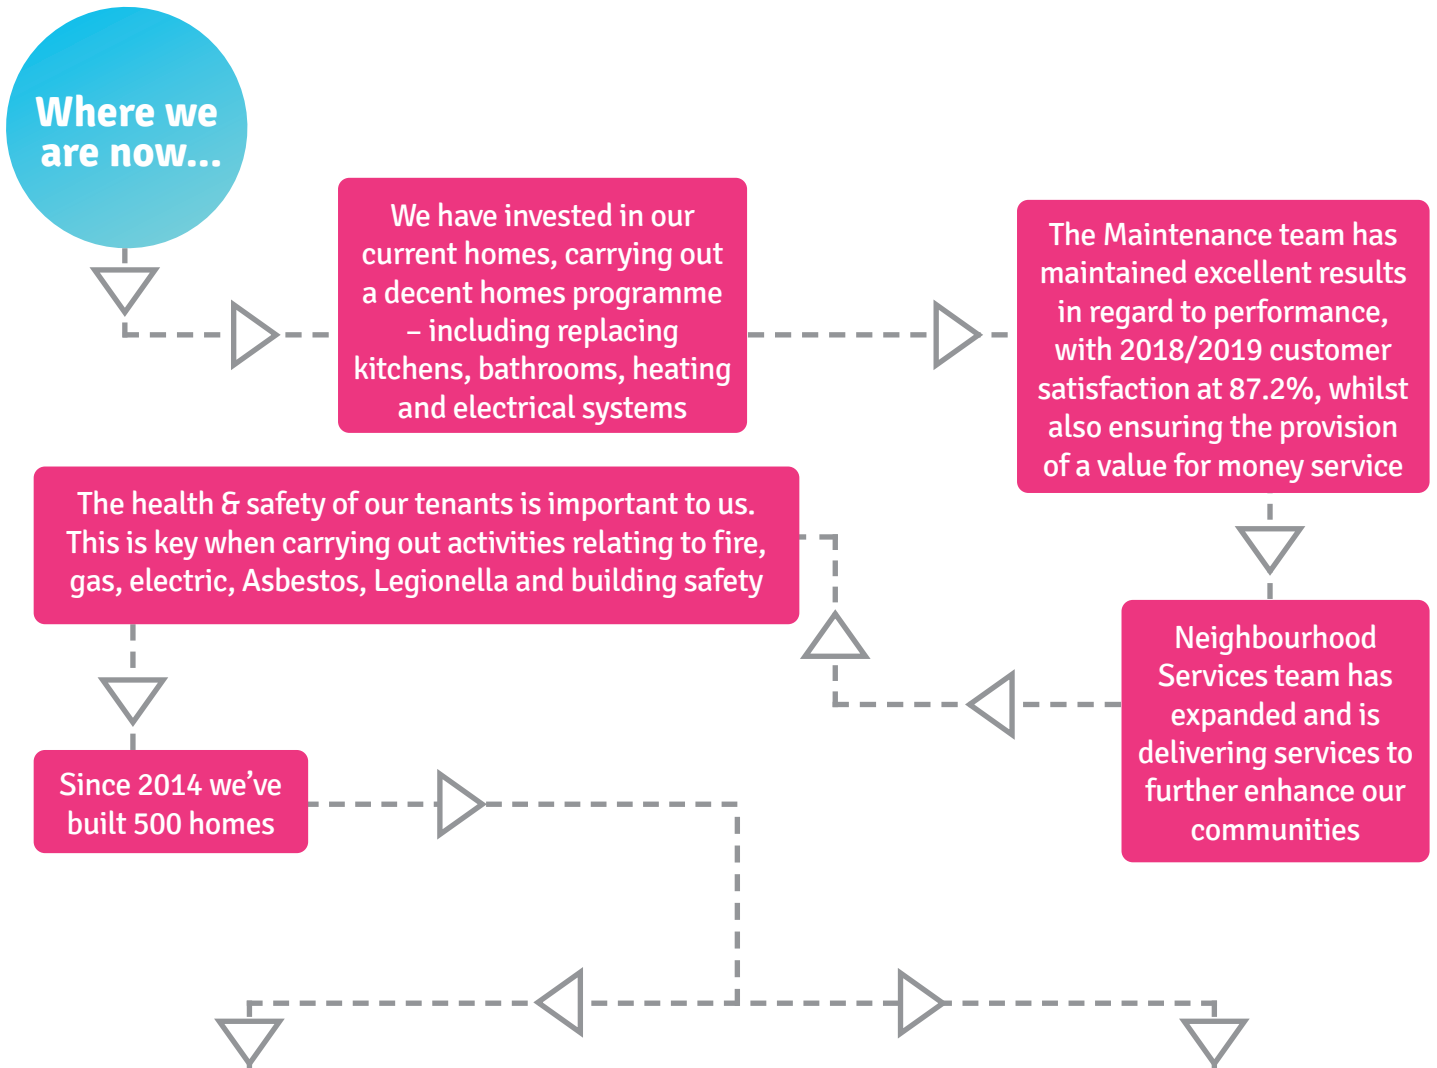 Where we
are now...
We have invested in our
current homes, carrying out
a decent homes programme
– including replacing
kitchens, bathrooms, heating
and electrical systems
The Maintenance team has
maintained excellent results
in regard to performance,
with 2018/2019 customer
satisfaction at 87.2%, whilst
also ensuring the provision
of a value for money service
Neighbourhood
Services team has
expanded and is
delivering services to
further enhance our
communities
The health & safety of our tenants is important to us.
This is key when carrying out activities relating to fire,
gas, electric, Asbestos, Legionella and building safety
Since 2014 we’ve
built 500 homes